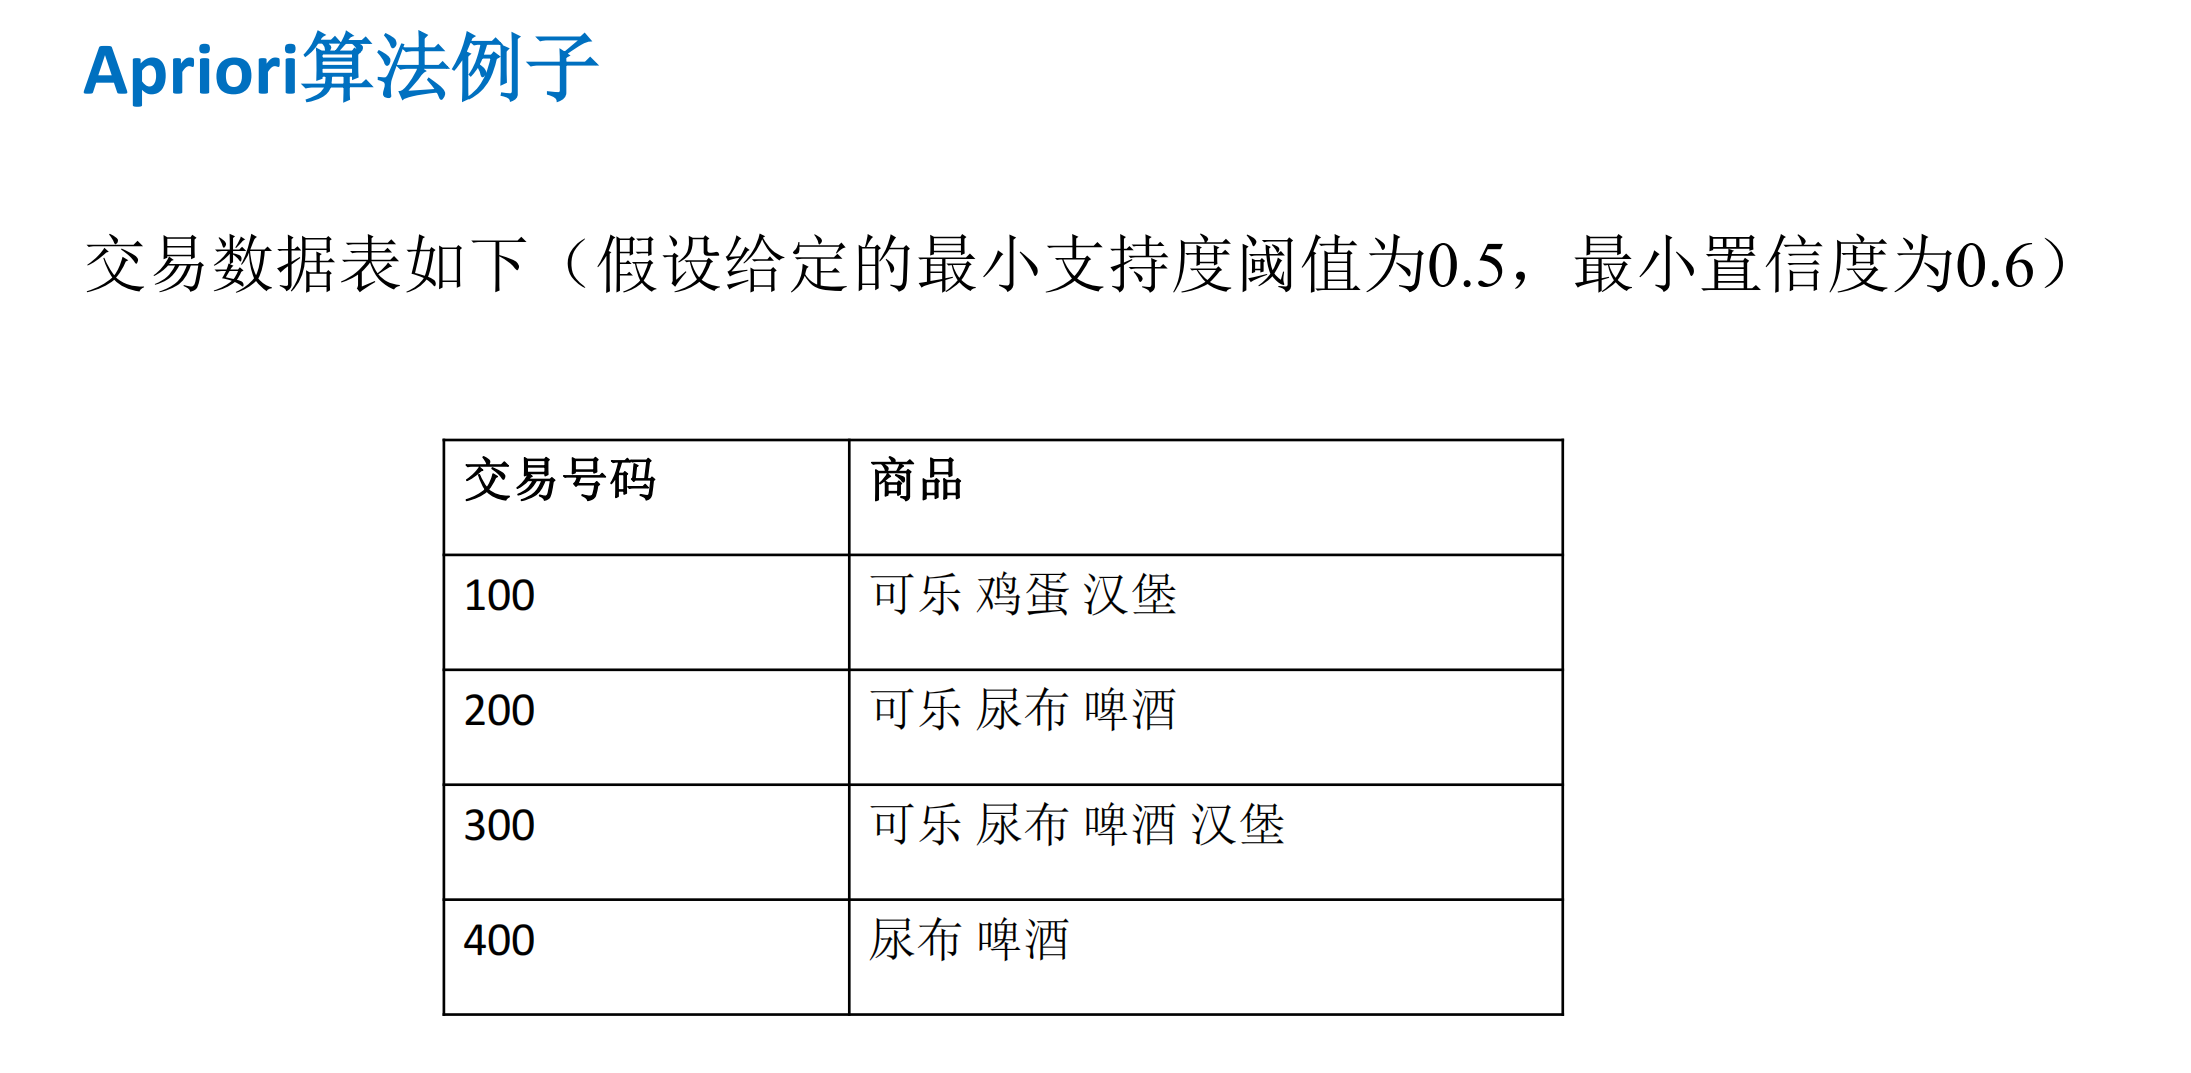 Apriori算法例子
交易数据表如下（假设给定的最小支持度阈值为0.5，最小置信度为0.6）
交易号码 商品
100 可乐 鸡蛋 汉堡
200 可乐 尿布 啤酒
300 可乐 尿布 啤酒 汉堡
400 尿布 啤酒